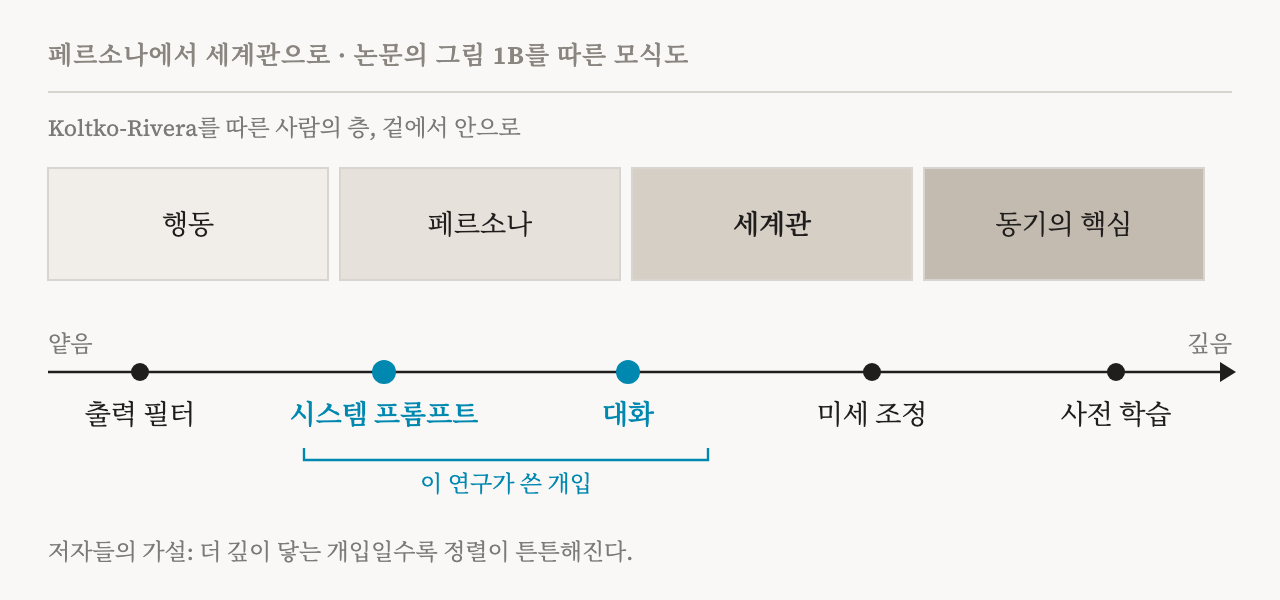 페르소나에서 세계관으로 · 논문의 그림 1B를 따른 모식도
Koltko-Rivera를 따른 사람의 층, 겉에서 안으로
행동
페르소나
세계관
동기의 핵심
얕음
깊음
출력 필터
시스템 프롬프트
대화
미세 조정
사전 학습
이 연구가 쓴 개입
저자들의 가설: 더 깊이 닿는 개입일수록 정렬이 튼튼해진다.